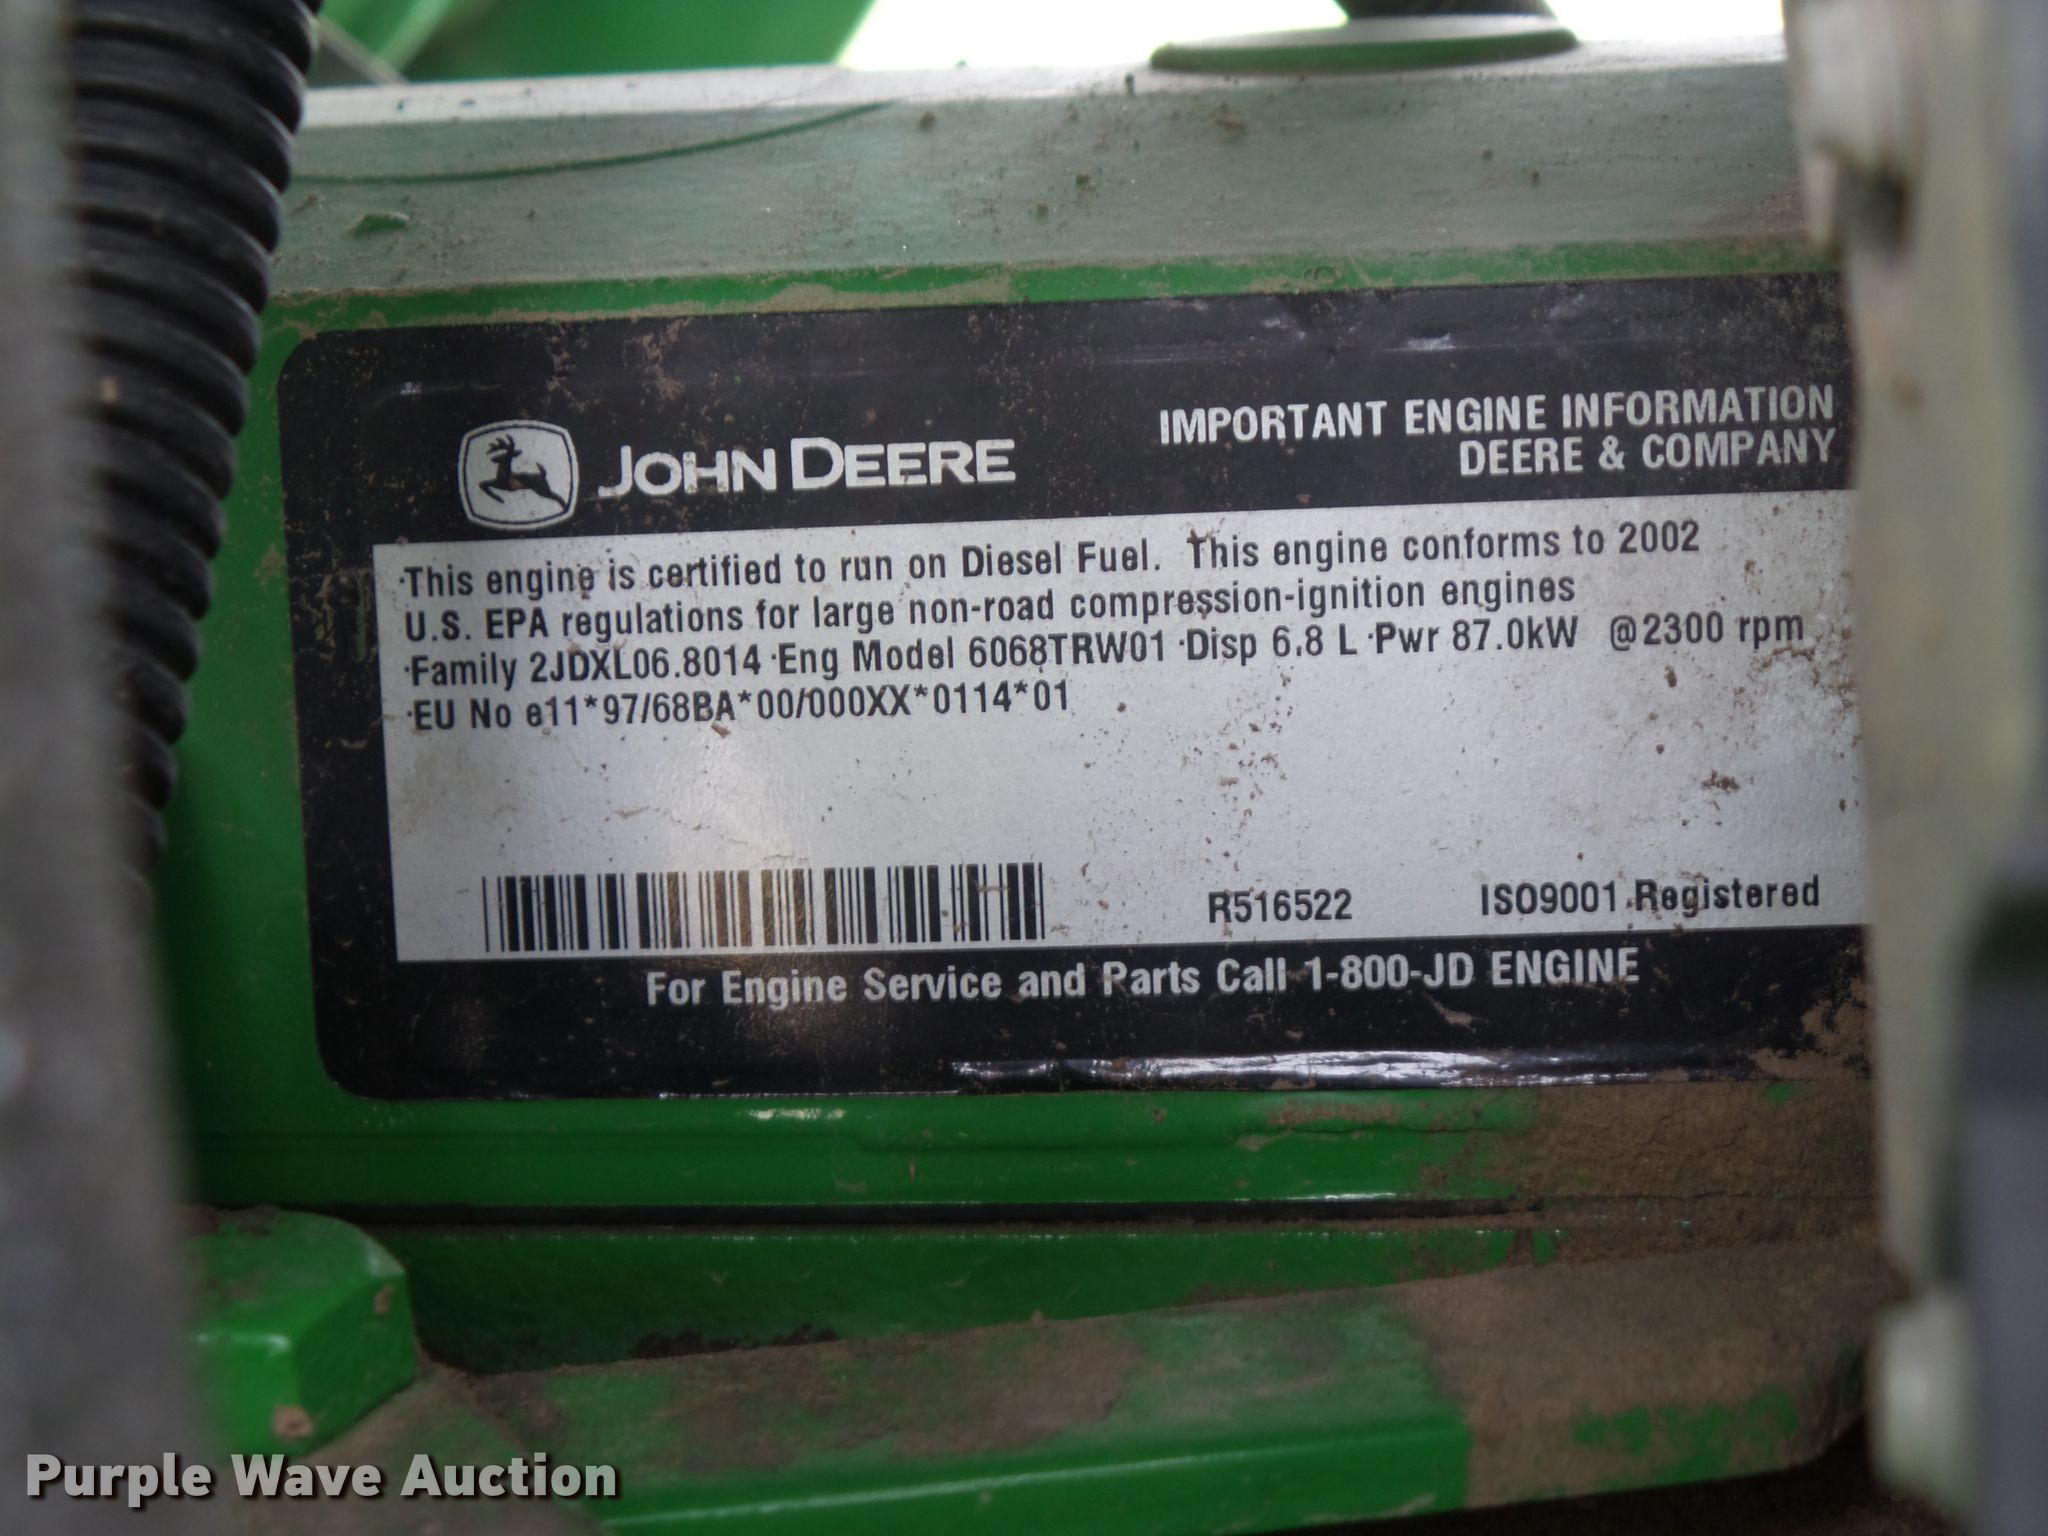 JOHN DEERE
IMPORTANT ENGINE INFORMATION
DEERE & COMPANY
·This engine is certified to run on Diesel Fuel. This engine conforms to 2002
U.S. EPA regulations for large non-road compression-ignition engines
·Family 2JDXL06.8014 ·Eng Model 6068TRW01 ·Disp 6.8 L ·Pwr 87.0kW @2300 rpm
·EU No e11*97/68BA*00/000XX*0114*01
R516522 ISO9001 Registered
For Engine Service and Parts Call 1-800-JD ENGINE
Purple Wave Auction